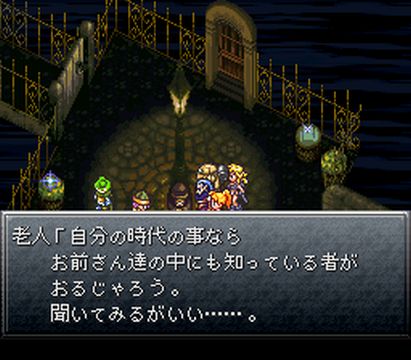 老人「自分の時代の事なら
お前さん達の中にも知っている者が
おるじゃろう。
聞いてみるがいい……。